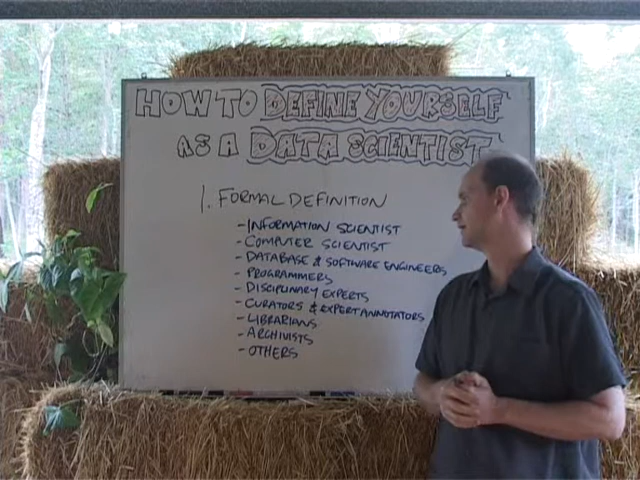 HOW TO DEFINE YOURSELF
AS A DATA SCIENTIST
1. FORMAL DEFINITION
- INFORMATION SCIENTIST
- COMPUTER SCIENTIST
- DATABASE & SOFTWARE ENGINEERS
- PROGRAMMERS
- DISCIPLINARY EXPERTS
- CURATORS & EXPERT ANNOTATORS
- LIBRARIANS
- ARCHIVISTS
- OTHERS